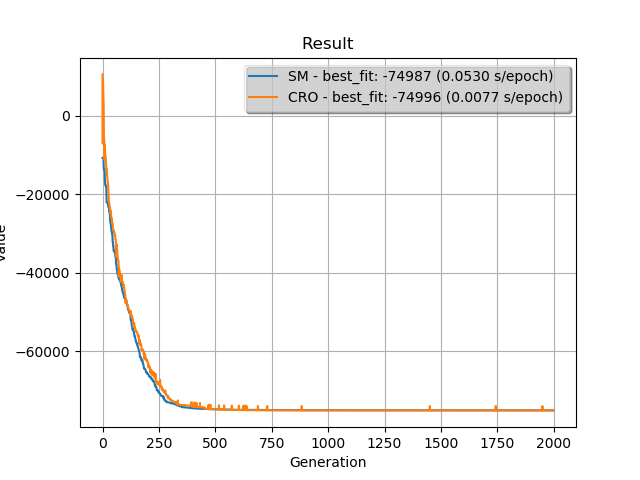 Result
SM - best_fit: -74987 (0.0530 s/epoch)
CRO - best_fit: -74996 (0.0077 s/epoch)
0
−20000
−40000
−60000
0 250 500 750 1000 1250 1500 1750 2000
Generation